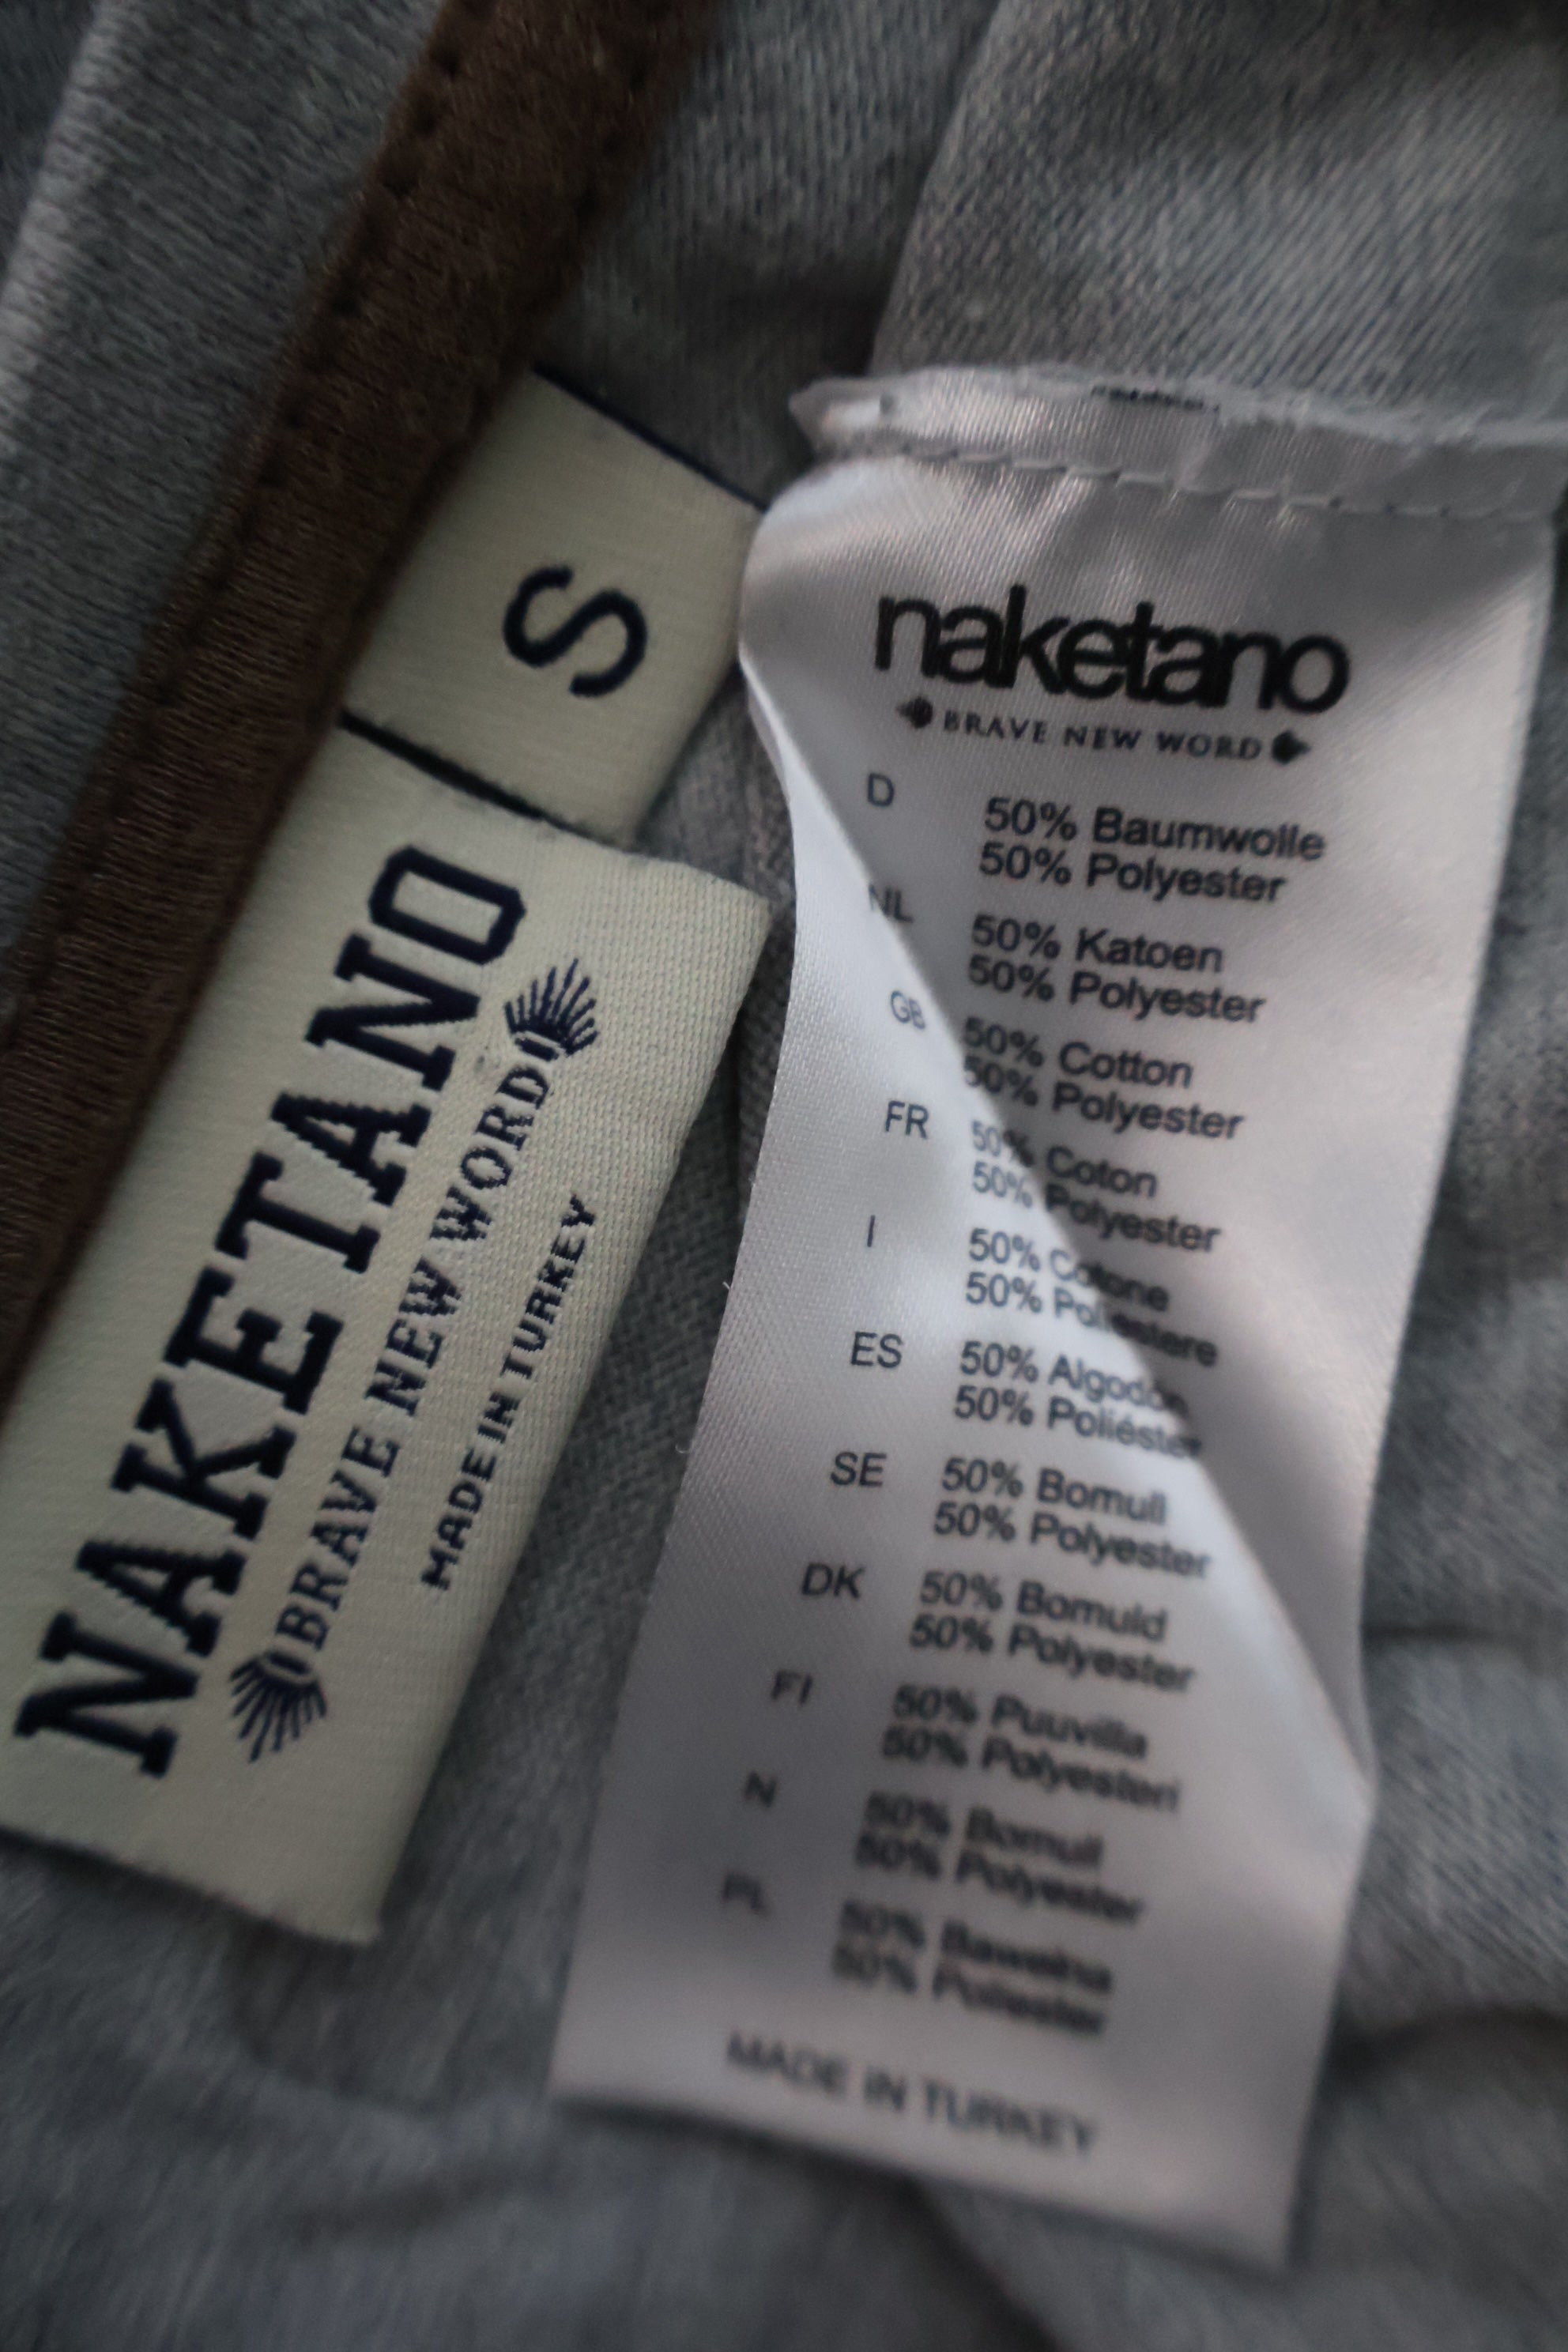 S
NAKETANO
BRAVE NEW WORD
MADE IN TURKEY
naketano
BRAVE NEW WORD
D 50% Baumwolle
50% Polyester
NL 50% Katoen
50% Polyester
GB 50% Cotton
50% Polyester
FR 50% Coton
50% Polyester
I 50% Cotone
50% Poliestere
ES 50% Algodón
50% Poliéster
SE 50% Bomull
50% Polyester
DK 50% Bomuld
50% Polyester
FI 50% Puuvilla
50% Polyesteri
N 50% Bomull
50% Polyester
PL 50% Bawełna
50% Poliester
MADE IN TURKEY